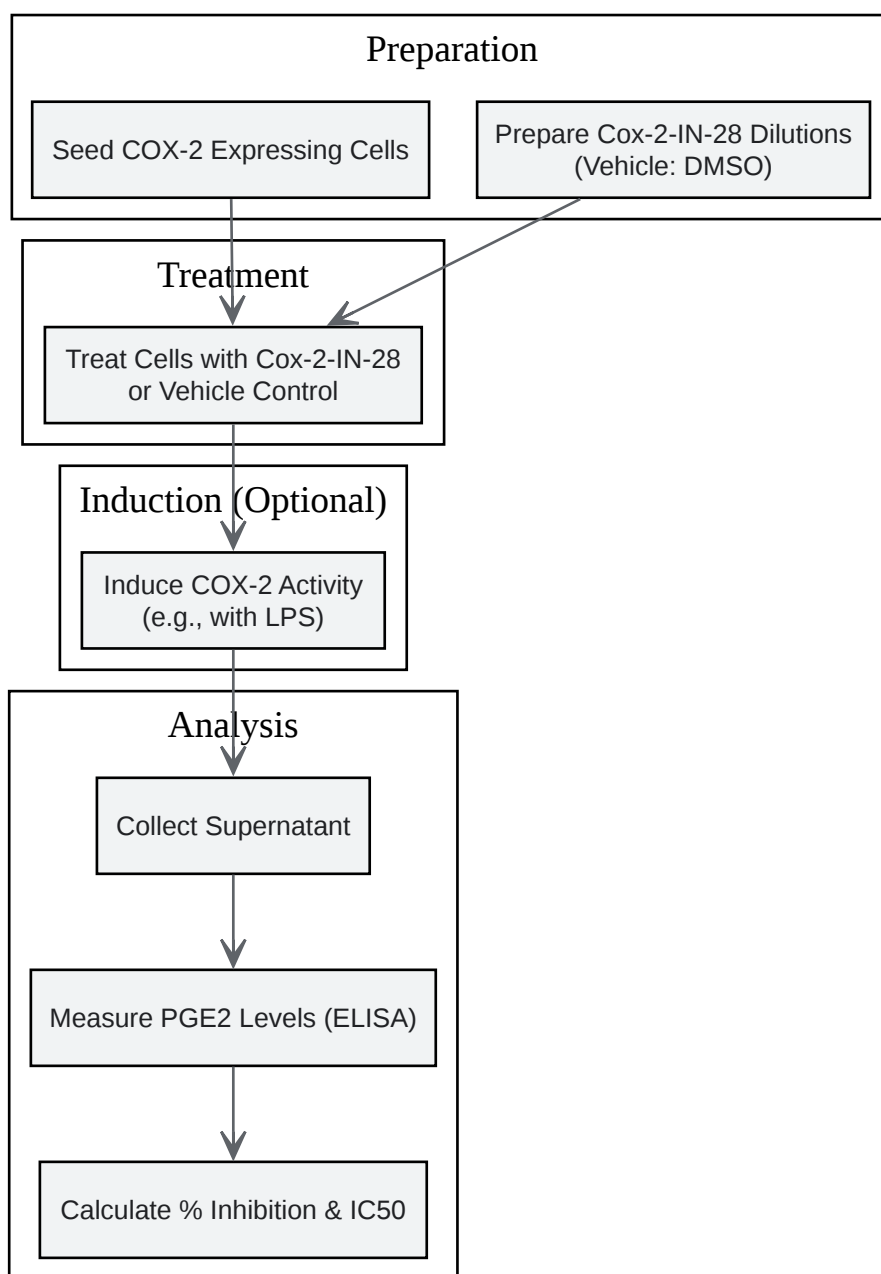 Preparation
Seed COX-2 Expressing Cells
Prepare Cox-2-IN-28 Dilutions
(Vehicle: DMSO)
Treatment
Treat Cells with Cox-2-IN-28
or Vehicle Control
Induction (Optional)
Induce COX-2 Activity
(e.g., with LPS)
Analysis
Collect Supernatant
Measure PGE2 Levels (ELISA)
Calculate % Inhibition & IC50